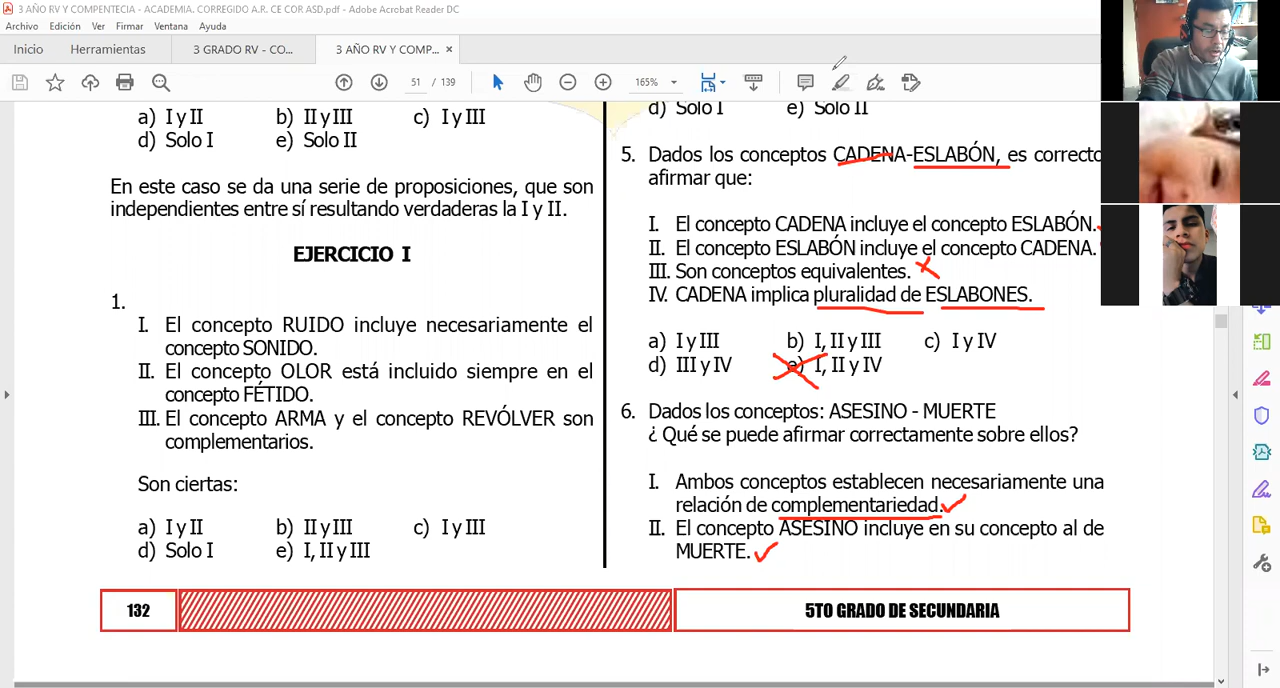 3 AÑO RV Y COMPENTECIA - ACADEMIA. CORREGIDO A.R. CE COR ASD.pdf - Adobe Acrobat Reader DC
Archivo Edición Ver Firmar Ventana Ayuda
Inicio Herramientas 3 GRADO RV - CO... 3 AÑO RV Y COMP... ×
51 / 139 165%
a) I y II b) II y III c) I y III
d) Solo I e) Solo II
En este caso se da una serie de proposiciones, que son
independientes entre sí resultando verdaderas la I y II.
EJERCICIO I
1.
I. El concepto RUIDO incluye necesariamente el
concepto SONIDO.
II. El concepto OLOR está incluido siempre en el
concepto FÉTIDO.
III. El concepto ARMA y el concepto REVÓLVER son
complementarios.
Son ciertas:
a) I y II b) II y III c) I y III
d) Solo I e) I, II y III
d) Solo I e) Solo II
5. Dados los conceptos CADENA-ESLABÓN, es correcto
afirmar que:
I. El concepto CADENA incluye el concepto ESLABÓN.
II. El concepto ESLABÓN incluye el concepto CADENA.
III. Son conceptos equivalentes.
IV. CADENA implica pluralidad de ESLABONES.
a) I y III b) I, II y III c) I y IV
d) III y IV e) I, II y IV
6. Dados los conceptos: ASESINO - MUERTE
¿ Qué se puede afirmar correctamente sobre ellos?
I. Ambos conceptos establecen necesariamente una
relación de complementariedad.
II. El concepto ASESINO incluye en su concepto al de
MUERTE.
132
5TO GRADO DE SECUNDARIA